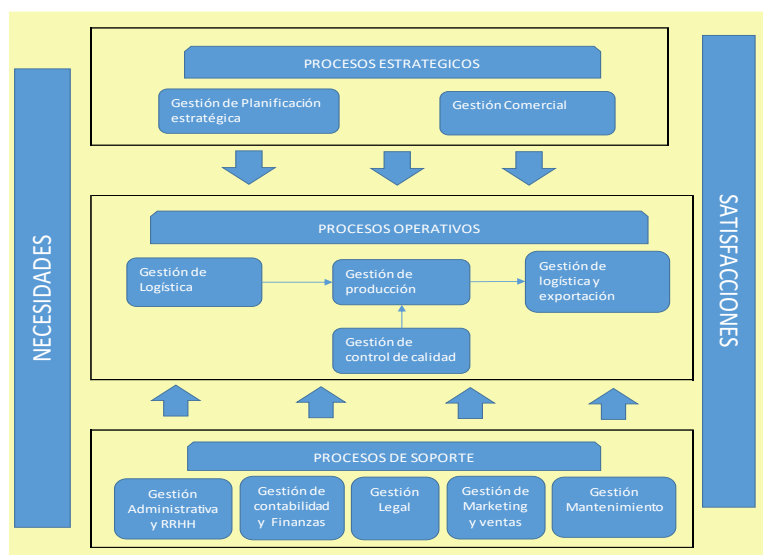 PROCESOS ESTRATEGICOS
Gestión de Planificación
estratégica
Gestión Comercial
NECESIDADES
SATISFACCIONES
PROCESOS OPERATIVOS
Gestión de
Logística
Gestión de
producción
Gestión de
logística y
exportación
Gestión de
control de calidad
PROCESOS DE SOPORTE
Gestión
Administrativa
y RRHH
Gestión de
contabilidad
y Finanzas
Gestión
Legal
Gestión de
Marketing
y ventas
Gestión
Mantenimiento